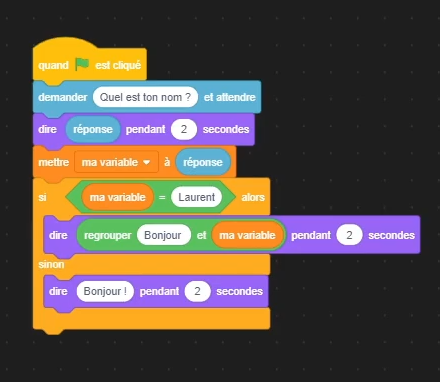 quand est cliqué
demander Quel est ton nom ? et attendre
dire réponse pendant 2 secondes
mettre ma variable à réponse
si ma variable = Laurent alors
dire regrouper Bonjour et ma variable pendant 2 secondes
sinon
dire Bonjour ! pendant 2 secondes